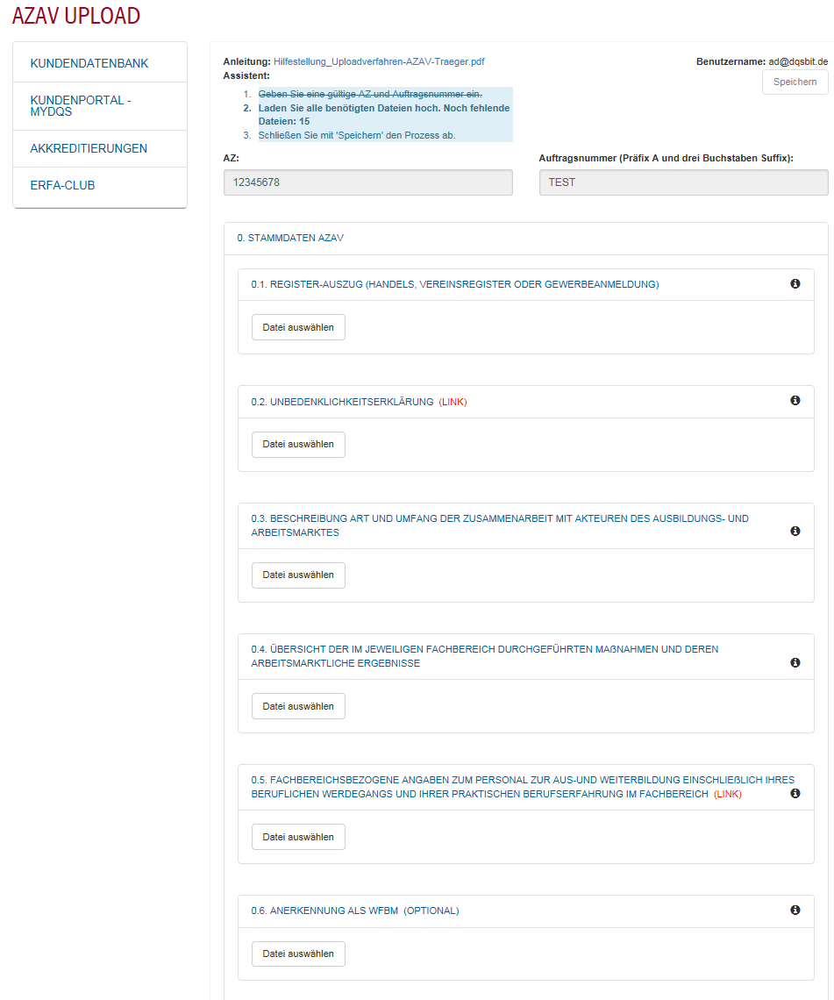 AZAV UPLOAD
KUNDENDATENBANK
KUNDENPORTAL -
MYDQS
AKKREDITIERUNGEN
ERFA-CLUB
Anleitung: Hilfestellung_Uploadverfahren-AZAV-Traeger.pdf
Benutzername: ad@dqsbit.de
Assistent:
Speichern
1. Geben Sie eine gültige AZ und Auftragsnummer ein.
2. Laden Sie alle benötigten Dateien hoch. Noch fehlende
Dateien: 15
3. Schließen Sie mit 'Speichern' den Prozess ab.
AZ:
Auftragsnummer (Präfix A und drei Buchstaben Suffix):
12345678
TEST
0. STAMMDATEN AZAV
0.1. REGISTER-AUSZUG (HANDELS, VEREINSREGISTER ODER GEWERBEANMELDUNG)
Datei auswählen
0.2. UNBEDENKLICHKEITSERKLÄRUNG (LINK)
Datei auswählen
0.3. BESCHREIBUNG ART UND UMFANG DER ZUSAMMENARBEIT MIT AKTEUREN DES AUSBILDUNGS- UND
ARBEITSMARKTES
Datei auswählen
0.4. ÜBERSICHT DER IM JEWEILIGEN FACHBEREICH DURCHGEFÜHRTEN MAßNAHMEN UND DEREN
ARBEITSMARKTLICHE ERGEBNISSE
Datei auswählen
0.5. FACHBEREICHSBEZOGENE ANGABEN ZUM PERSONAL ZUR AUS-UND WEITERBILDUNG EINSCHLIEßLICH IHRES
BERUFLICHEN WERDEGANGS UND IHRER PRAKTISCHEN BERUFSERFAHRUNG IM FACHBEREICH (LINK)
Datei auswählen
0.6. ANERKENNUNG ALS WFBM (OPTIONAL)
Datei auswählen